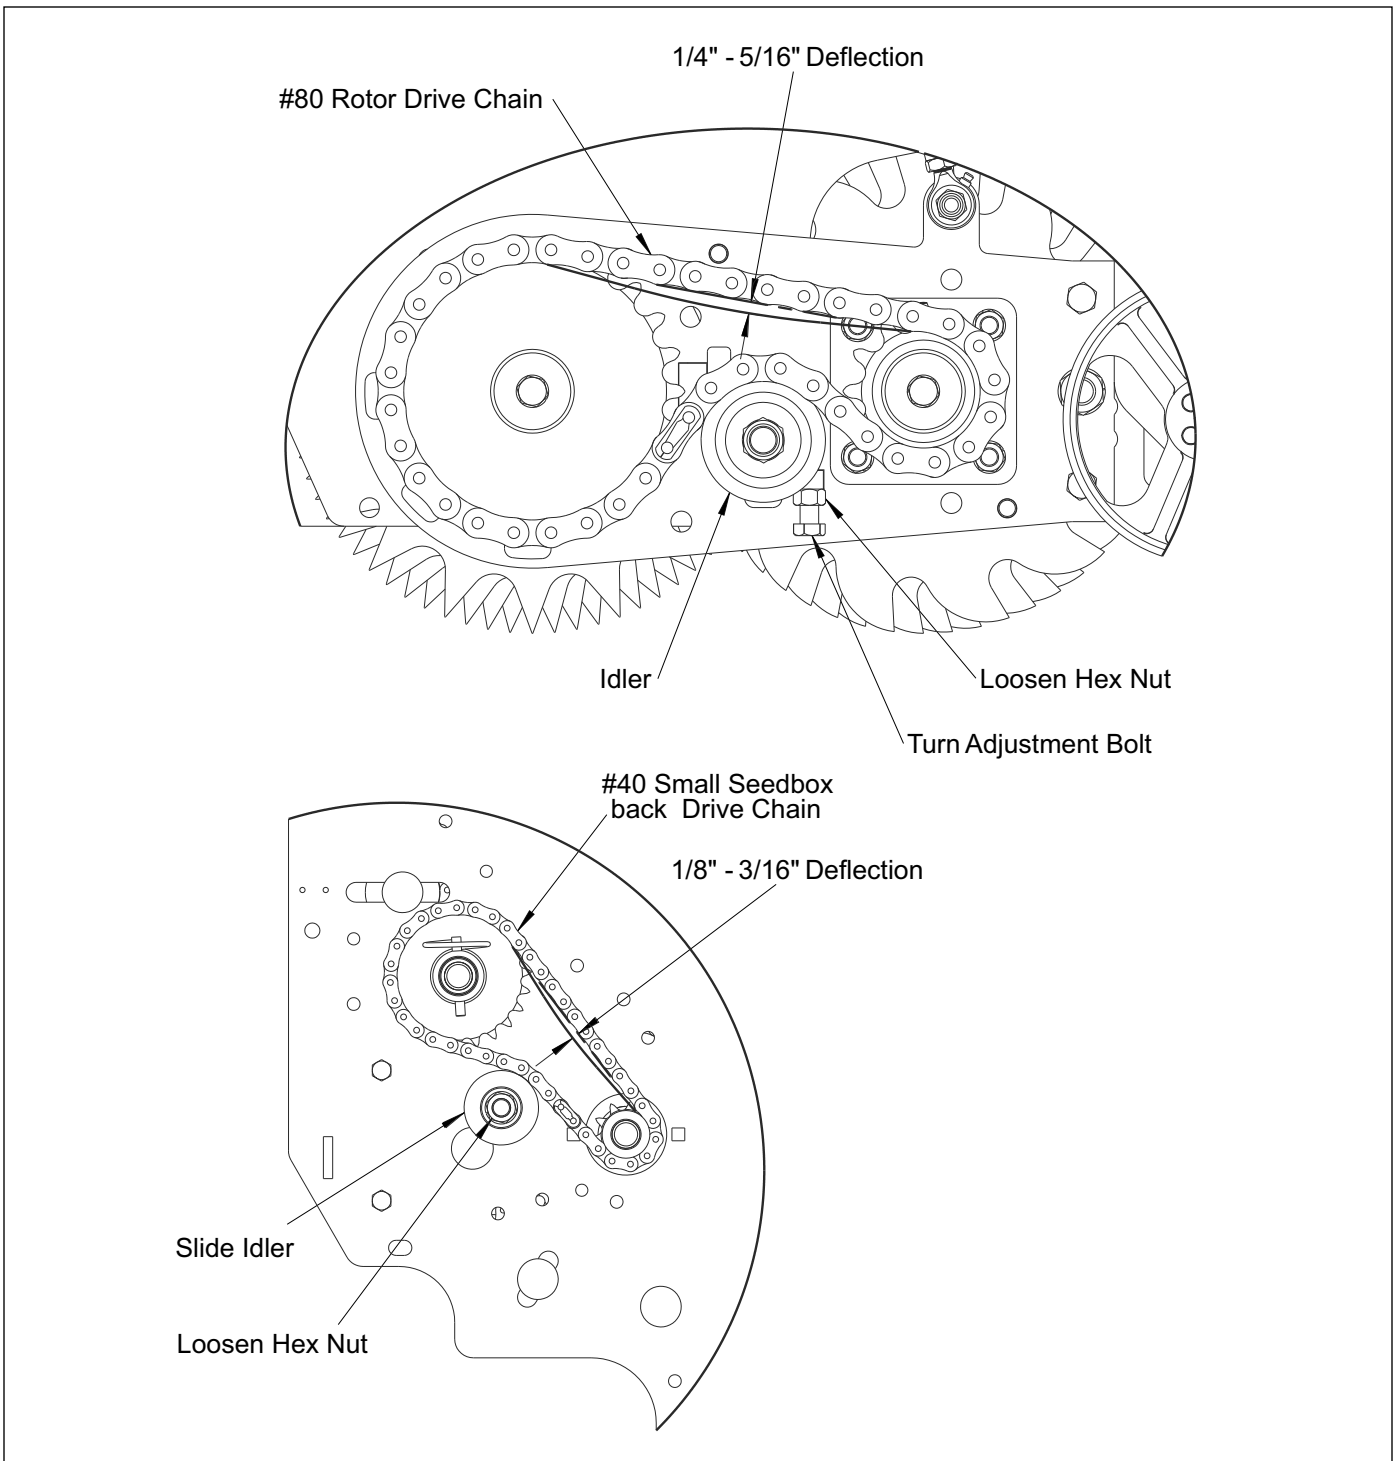 1/4" - 5/16" Deflection
#80 Rotor Drive Chain
Idler
Loosen Hex Nut
Turn Adjustment Bolt
#40 Small Seedbox
back Drive Chain
1/8" - 3/16" Deflection
Slide Idler
Loosen Hex Nut